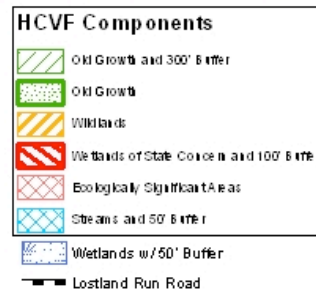 HCVF Components
Old Growth and 300' Buffer
Old Growth
Wildlands
Wetlands of State Concern and 100' Buffe
Ecologically Significant Areas
Streams and 50' Buffer
Wetlands w/50' Buffer
Lostland Run Road